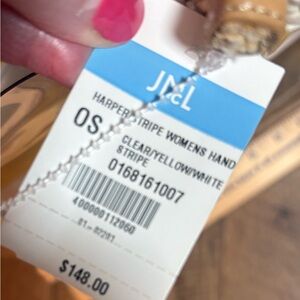 JMcL
HARPER STRIPE WOMENS HAND
OS
CLEAR/YELLOW/WHITE
STRIPE
0168161007
400000112060
$148.00